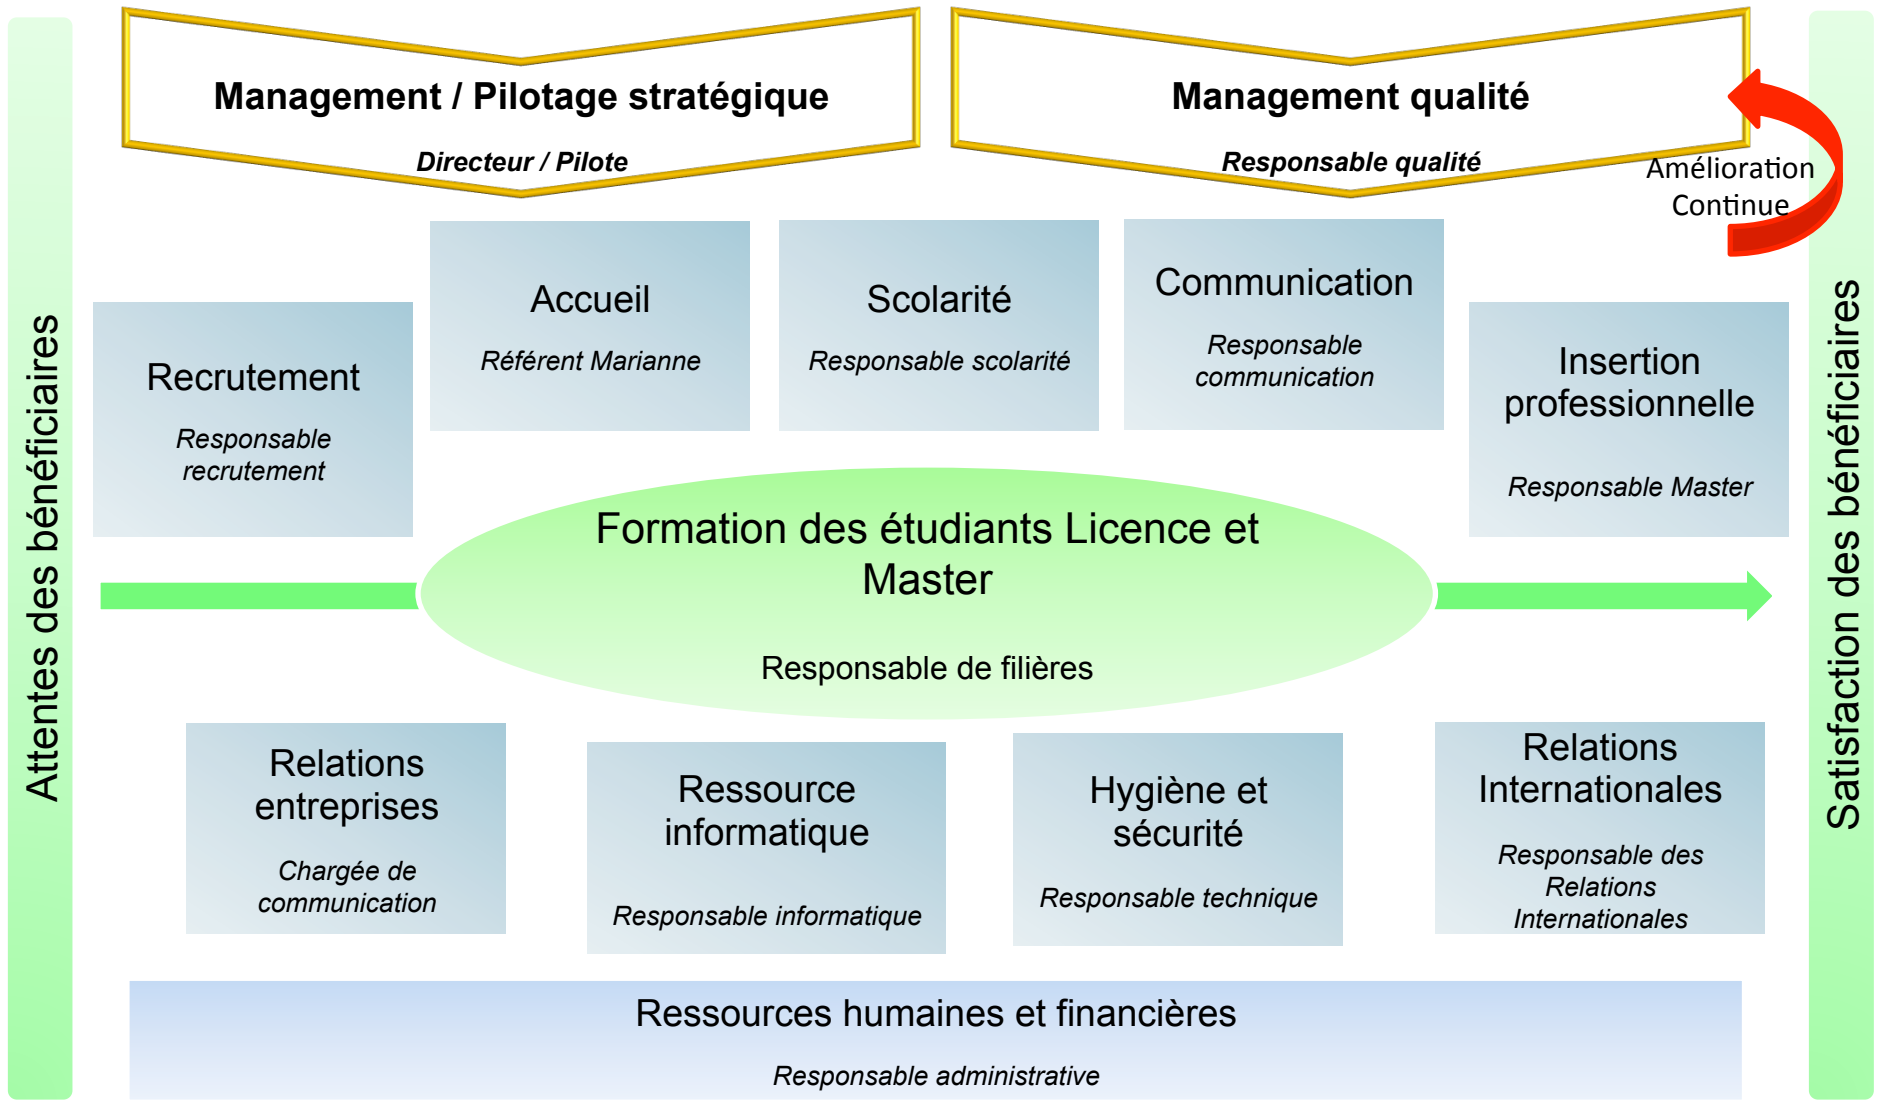 Attentes des bénéficiaires
Management / Pilotage stratégique
Directeur / Pilote
Management qualité
Responsable qualité
Amélioration
Continue
Recrutement
Responsable
recrutement
Accueil
Référent Marianne
Scolarité
Responsable scolarité
Communication
Responsable
communication
Insertion
professionnelle
Responsable Master
Formation des étudiants Licence et
Master
Responsable de filières
Relations
entreprises
Chargée de
communication
Ressource
informatique
Responsable informatique
Hygiène et
sécurité
Responsable technique
Relations
Internationales
Responsable des
Relations
Internationales
Ressources humaines et financières
Responsable administrative
Satisfaction des bénéficiaires